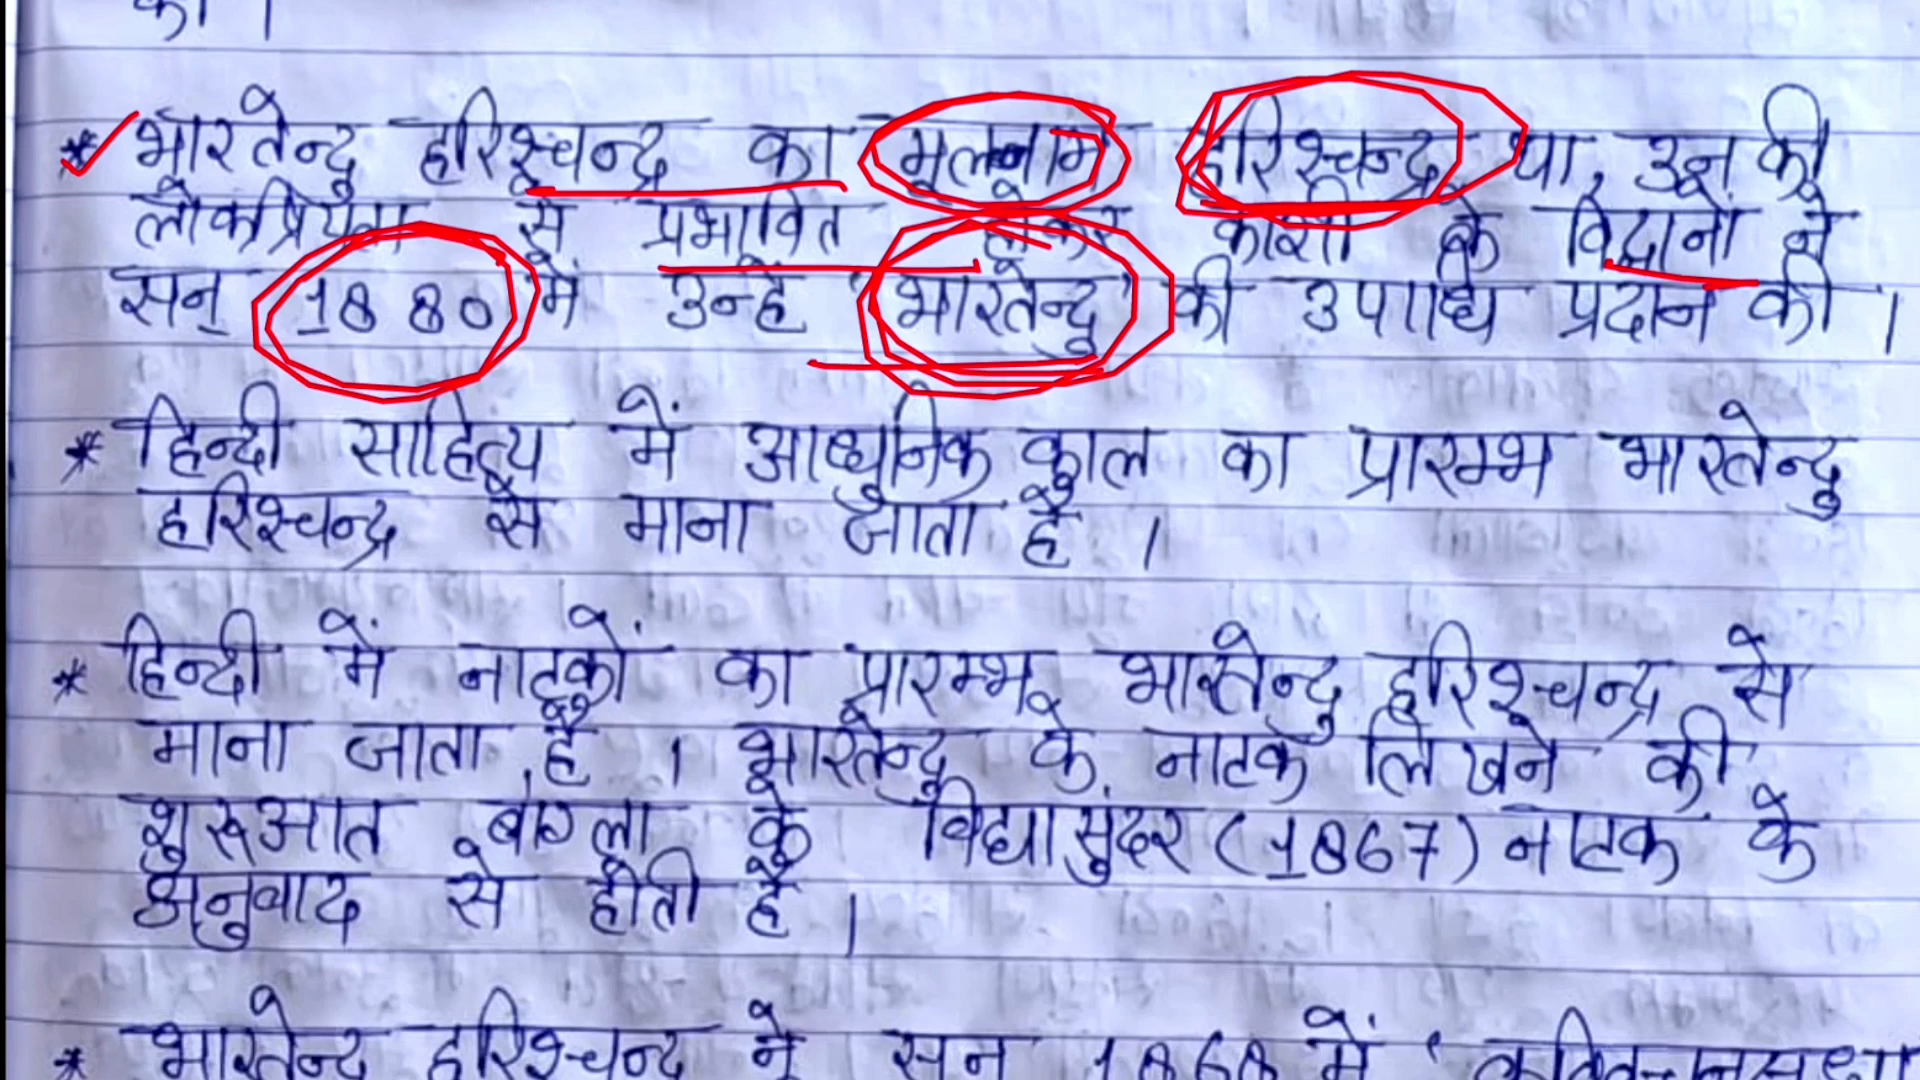 की ।
* भारतेन्दु हरिश्चन्द्र का मूलनाम हरिश्चन्द्र था, उन की
लोकप्रियता से प्रभावित होकर काशी के विद्वानों ने
सन् 1880 में उन्हें 'भारतेन्दु' की उपाधि प्रदान की ।
* हिन्दी साहित्य में आधुनिक काल का प्रारम्भ भारतेन्दु
हरिश्चन्द्र से माना जाता है ।
* हिन्दी में नाटकों का प्रारम्भ भारतेन्दु हरिश्चन्द्र से
माना जाता है । भारतेन्दु के नाटक लिखने की
शुरूआत बांग्ला के विद्यासुंदर (1867) नाटक के
अनुवाद से होती है ।
* भारतेन्दु हरिश्चन्द्र ने सन 1868 में '